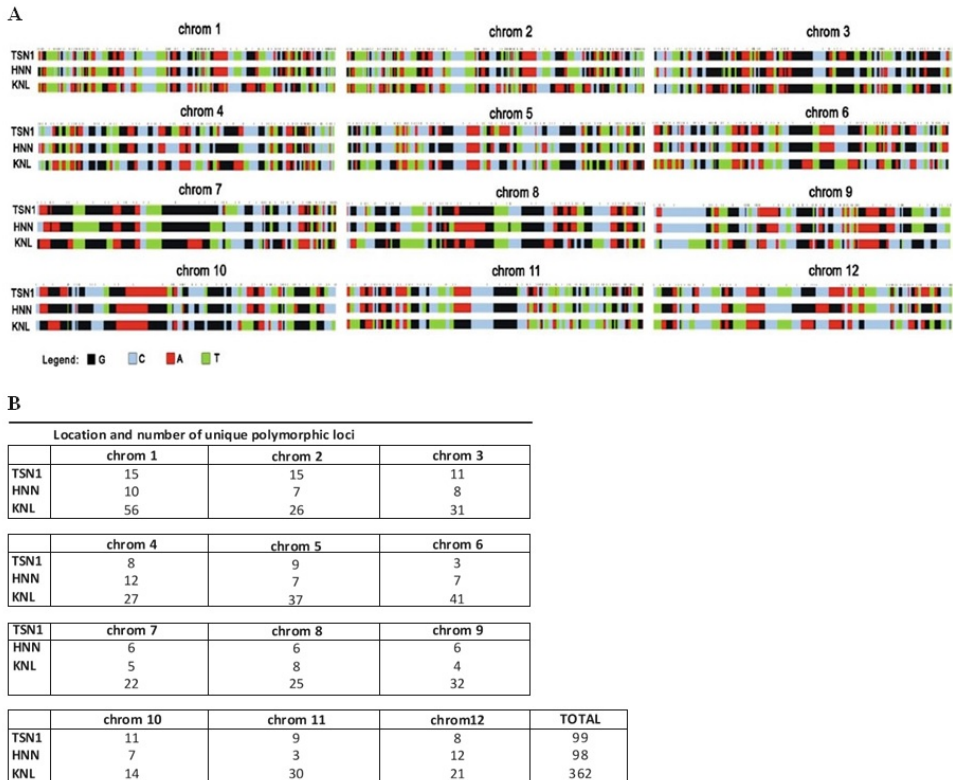 A
chrom 1 chrom 2 chrom 3
TSN1
HNN
KNL
chrom 4 chrom 5 chrom 6
TSN1
HNN
KNL
chrom 7 chrom 8 chrom 9
TSN1
HNN
KNL
chrom 10 chrom 11 chrom 12
TSN1
HNN
KNL
Legend: G C A T
B
Location and number of unique polymorphic loci
chrom 1 chrom 2 chrom 3
TSN1 15 15 11
HNN 10 7 8
KNL 56 26 31
chrom 4 chrom 5 chrom 6
TSN1 8 9 3
HNN 12 7 7
KNL 27 37 41
TSN1 chrom 7 chrom 8 chrom 9
HNN 6 6 6
KNL 5 8 4
22 25 32
chrom 10 chrom 11 chrom12 TOTAL
TSN1 11 9 8 99
HNN 7 3 12 98
KNL 14 30 21 362